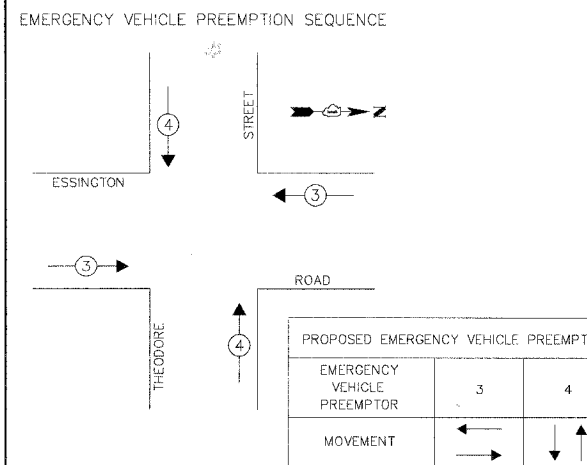 EMERGENCY VEHICLE PREEMPTION SEQUENCE
STREET
4
N
ESSINGTON
3
3
ROAD
THEODORE
4
PROPOSED EMERGENCY VEHICLE PREEMPT
EMERGENCY VEHICLE PREEMPTOR 3 4
MOVEMENT